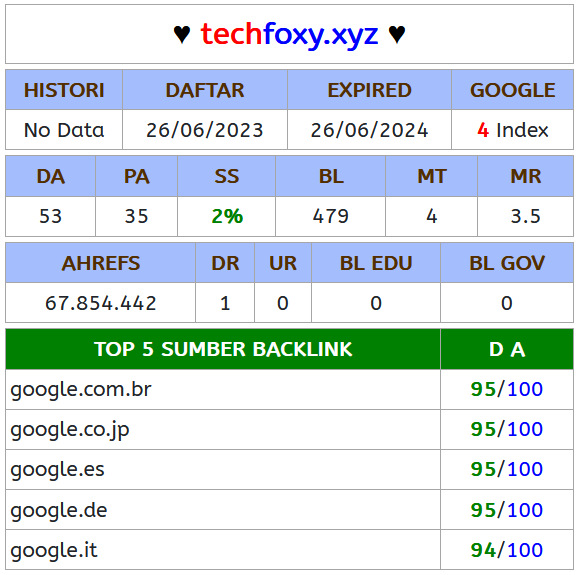 ♥ techfoxy.xyz ♥
HISTORI DAFTAR EXPIRED GOOGLE
No Data 26/06/2023 26/06/2024 4 Index
DA PA SS BL MT MR
53 35 2% 479 4 3.5
AHREFS DR UR BL EDU BL GOV
67.854.442 1 0 0 0
TOP 5 SUMBER BACKLINK D A
google.com.br 95/100
google.co.jp 95/100
google.es 95/100
google.de 95/100
google.it 94/100